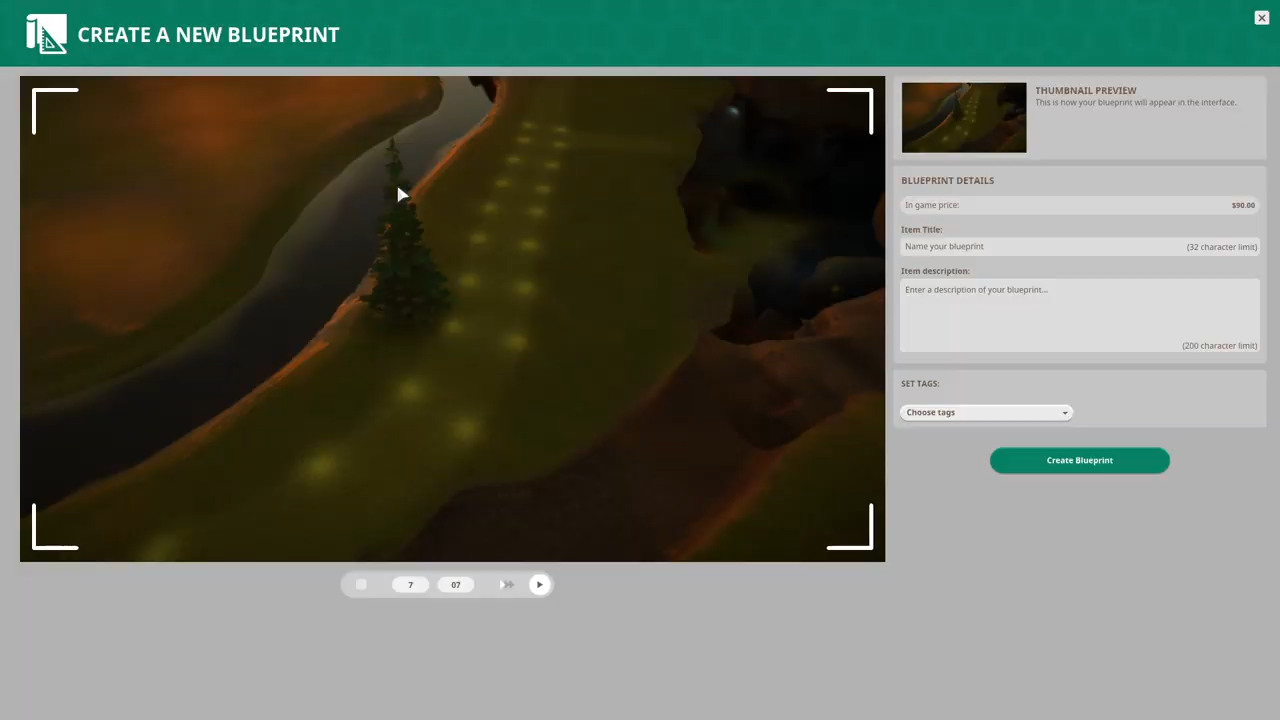 CREATE A NEW BLUEPRINT
THUMBNAIL PREVIEW
This is how your blueprint will appear in the interface.
BLUEPRINT DETAILS
In game price: $90.00
Item Title:
Name your blueprint (32 character limit)
Item description:
Enter a description of your blueprint...
(200 character limit)
SET TAGS:
Choose tags
Create Blueprint
7 07